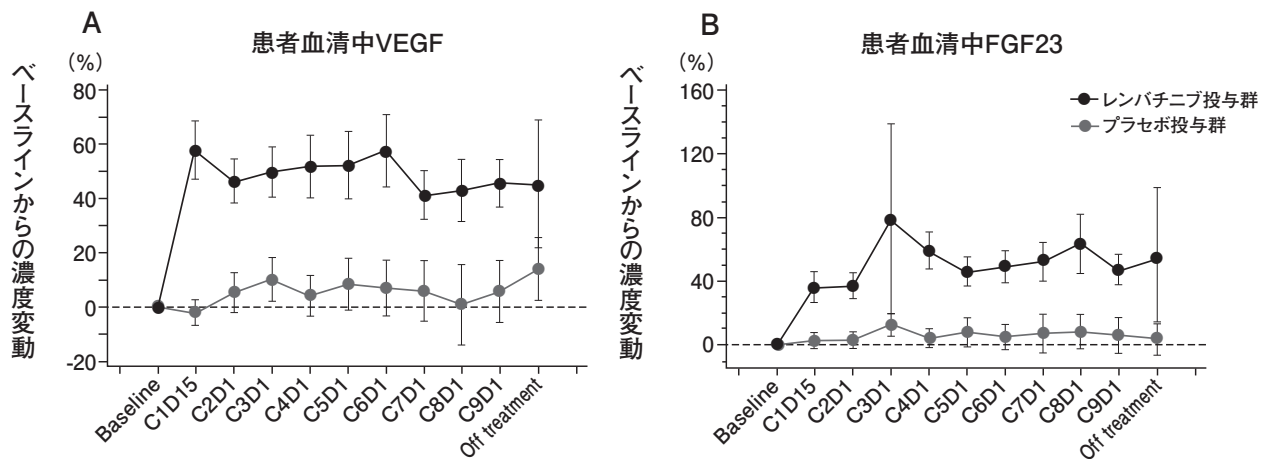 A
患者血清中VEGF
(%)
ベースラインからの濃度変動
80
60
40
20
0
-20
Baseline
C1D15
C2D1
C3D1
C4D1
C5D1
C6D1
C7D1
C8D1
C9D1
Off treatment
B
患者血清中FGF23
(%)
ベースラインからの濃度変動
160
120
80
40
0
レンバチニブ投与群
プラセボ投与群
Baseline
C1D15
C2D1
C3D1
C4D1
C5D1
C6D1
C7D1
C8D1
C9D1
Off treatment